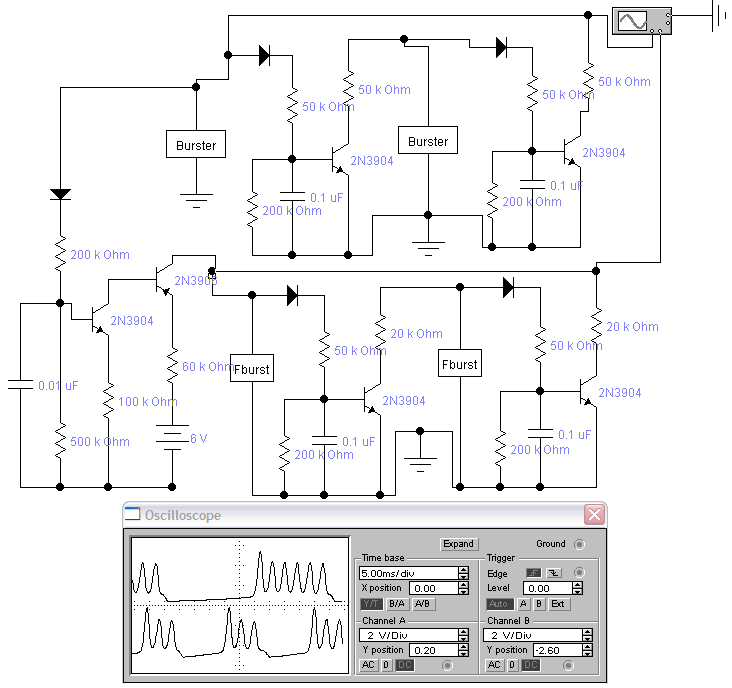 50 k Ohm
50 k Ohm
50 k Ohm
50 k Ohm
Burster
Burster
2N3904
2N3904
0.1 uF
0.1 uF
200 k Ohm
200 k Ohm
200 k Ohm
2N3904
20 k Ohm
20 k Ohm
50 k Ohm
50 k Ohm
60 k Ohm
Fburst
Fburst
0.01 uF
100 k Ohm
2N3904
2N3904
500 k Ohm
6 V
0.1 uF
0.1 uF
200 k Ohm
200 k Ohm
Oscilloscope
Expand
Ground
Time base
5.00ms/div
X position 0.00
Y/T B/A A/B
Trigger
Edge
Level 0.00
Auto A B Ext
Channel A
2 V/Div
Y position 0.20
AC 0 DC
Channel B
2 V/Div
Y position -2.60
AC 0 DC